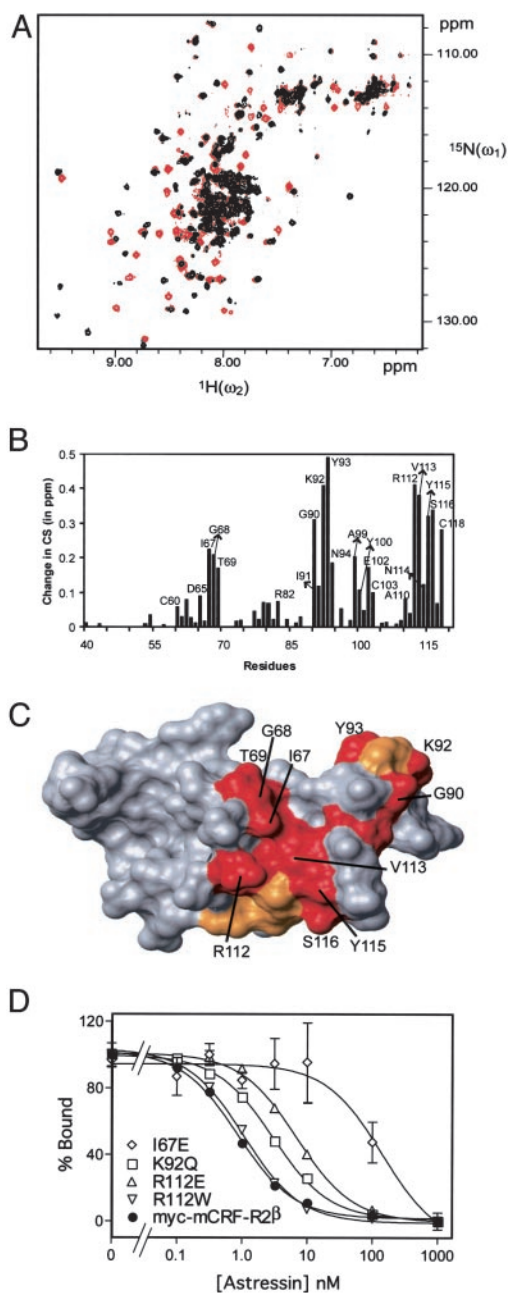 A
ppm
110.00
15N(ω1)
120.00
130.00
9.00 8.00 7.00 ppm
1H(ω2)
B
Change in CS (in ppm)
0.5
0.4
0.3
0.2
0.1
0
40 55 70 85 100 115
Residues
C60
D65
I67
G68
T69
R82
G90
I91
K92
Y93
N94
A99
Y100
E102
C103
A110
R112
V113
N114
Y115
S116
C118
C
Y93
G68
K92
T69
I67
G90
V113
R112
S116
Y115
D
% Bound
120
80
40
0
I67E
K92Q
R112E
R112W
myc-mCRF-R2β
0 0.1 1 10 100 1000
[Astressin] nM